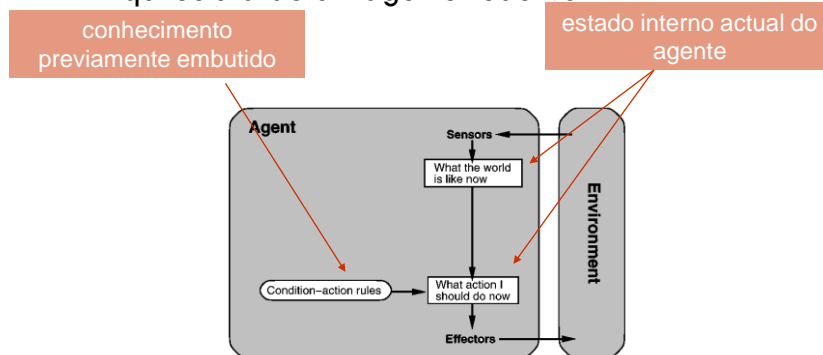 conhecimento
previamente embutido
estado interno actual do
agente
Agent
Sensors
What the world
is like now
Environment
Condition-action rules
What action I
should do now
Effectors